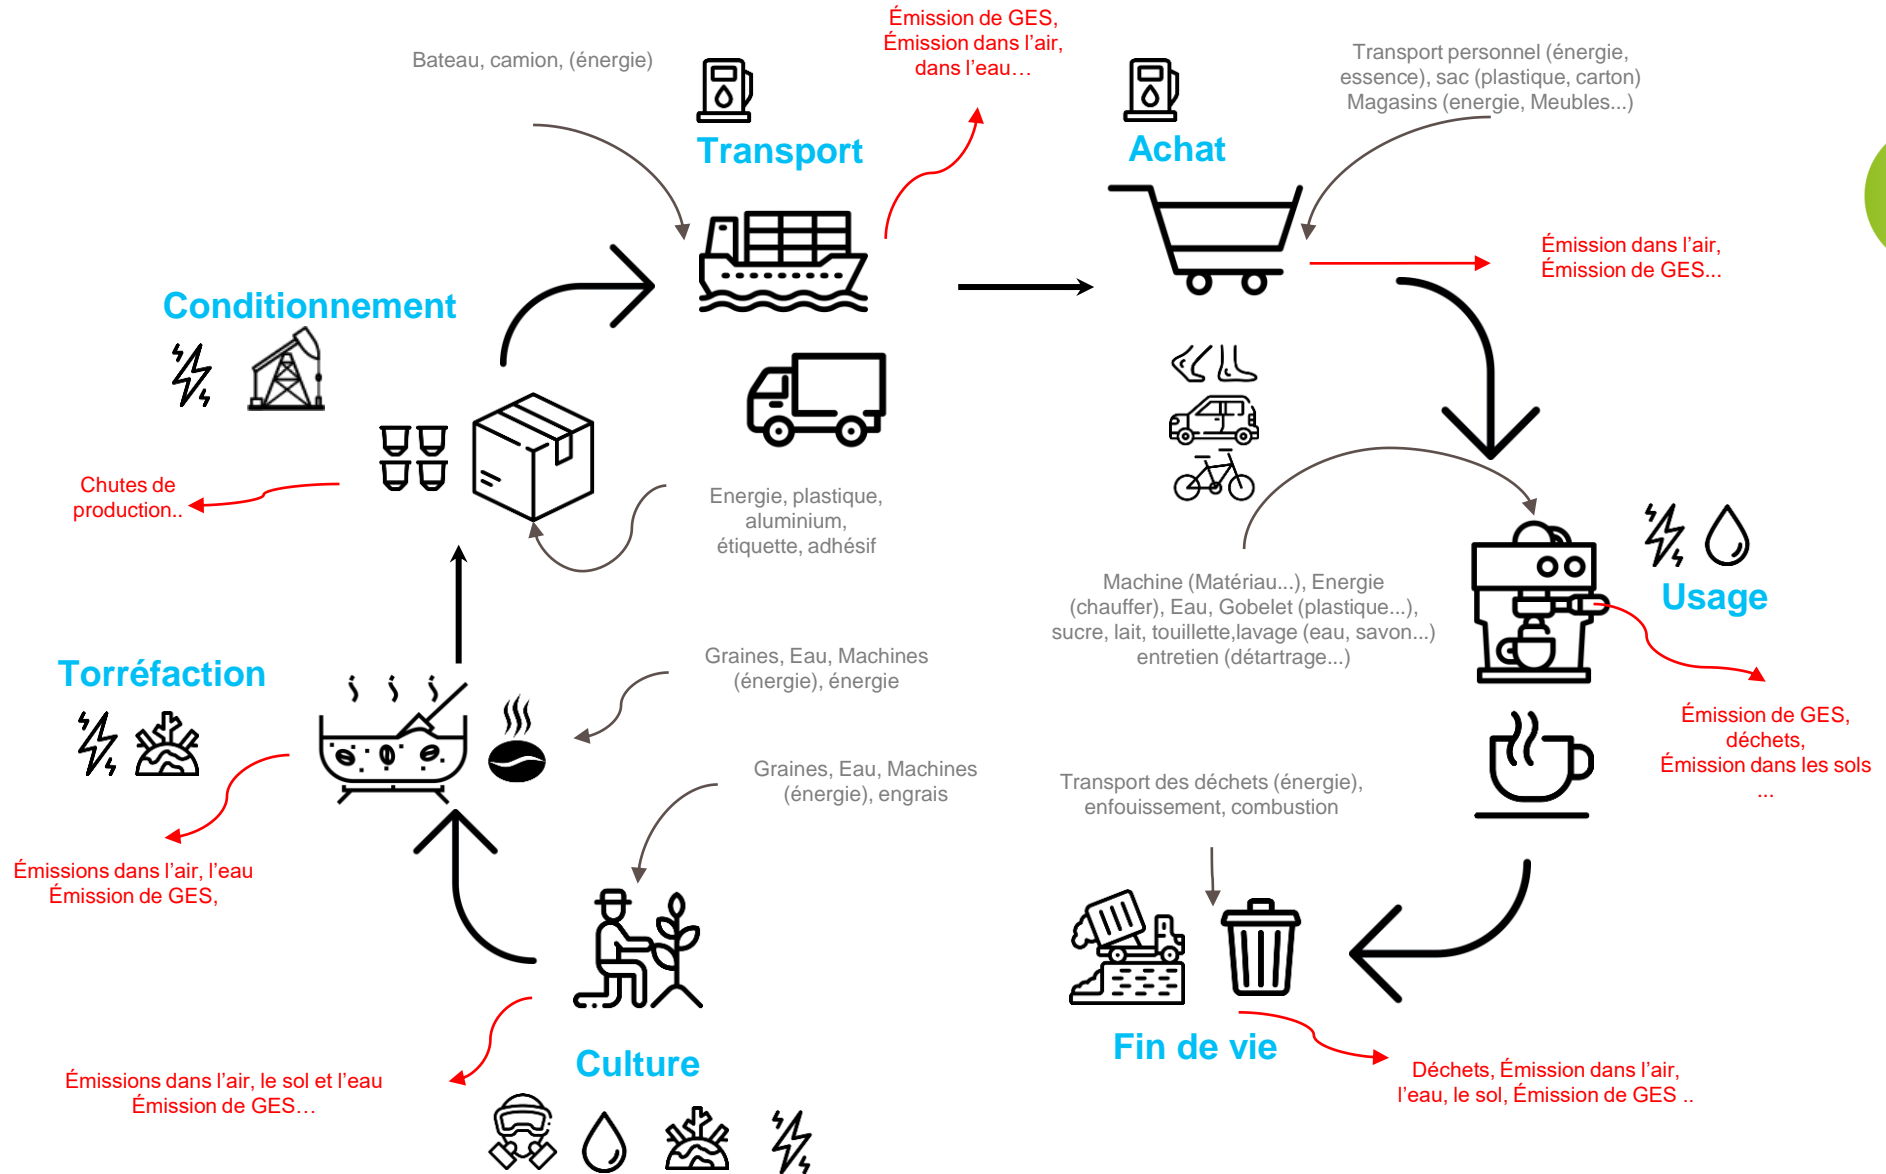 Émission de GES,
Émission dans l'air,
dans l'eau…
Bateau, camion, (énergie)
Transport personnel (énergie,
essence), sac (plastique, carton)
Magasins (energie, Meubles...)
Transport
Achat
Émission dans l'air,
Émission de GES...
Conditionnement
Chutes de
production..
Energie, plastique,
aluminium,
étiquette, adhésif
Machine (Matériau...), Energie
(chauffer), Eau, Gobelet (plastique...),
sucre, lait, touillette,lavage (eau, savon...)
entretien (détartrage...)
Usage
Graines, Eau, Machines
(énergie), énergie
Torréfaction
Émission de GES,
déchets,
Émission dans les sols
...
Graines, Eau, Machines
(énergie), engrais
Transport des déchets (énergie),
enfouissement, combustion
Émissions dans l'air, l'eau
Émission de GES,
Culture
Fin de vie
Émissions dans l'air, le sol et l'eau
Émission de GES…
Déchets, Émission dans l'air,
l'eau, le sol, Émission de GES ..